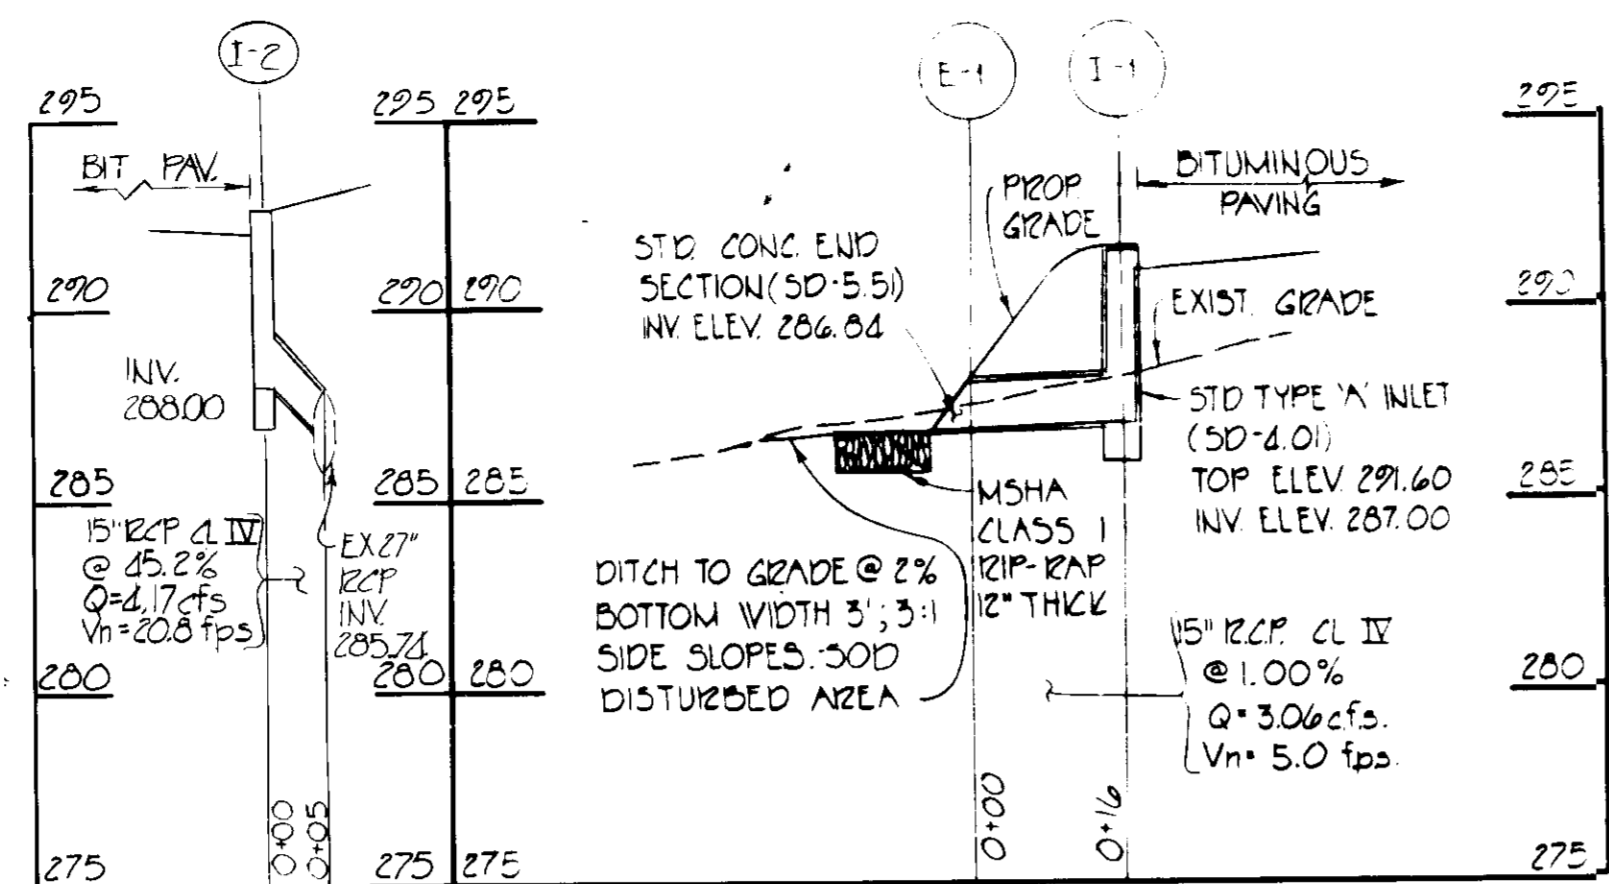 I-2
295
295
BIT PAV.
290
290
INV.
288.00
285
285
15" RCP CL IV
@ 45.2%
Q=4.17cfs
Vn=20.8 fps
EX 27"
RCP
INV.
285.74
280
280
0+00
0+05
275
275
E-1
I-1
295
295
PROP.
GRADE
BITUMINOUS
PAVING
STD. CONC. END
SECTION (SD-5.51)
INV. ELEV. 286.84
290
290
EXIST. GRADE
STD TYPE 'A' INLET
(SD-4.01)
TOP ELEV. 291.60
INV. ELEV. 287.00
285
285
MSHA
CLASS 1
RIP-RAP
12" THICK
DITCH TO GRADE @ 2%
BOTTOM WIDTH 3'; 3:1
SIDE SLOPES.-SOD
DISTURBED AREA
15" R.C.P. CL IV
@ 1.00%
Q= 3.06 c.f.s.
Vn= 5.0 fps.
280
280
0+00
0+16
275
275